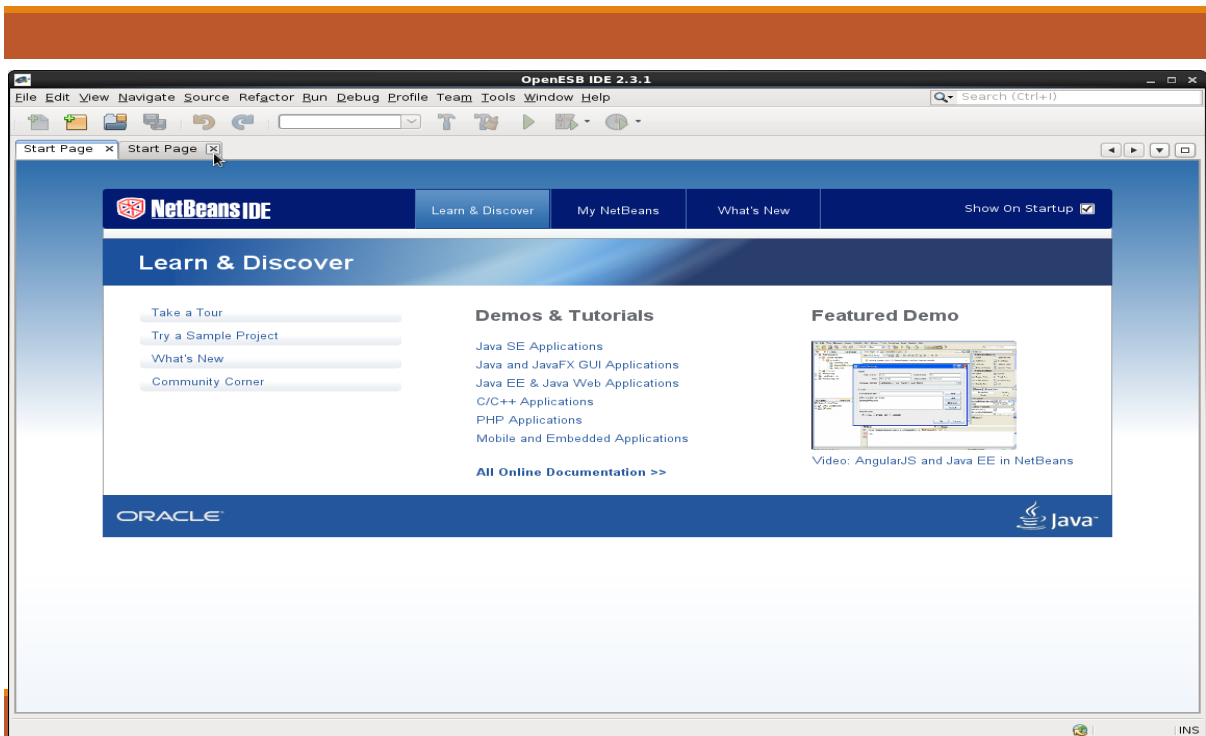 OpenESB IDE 2.3.1
File Edit View Navigate Source Refactor Run Debug Profile Team Tools Window Help
Search (Ctrl+I)
Start Page
Start Page
NetBeans IDE
Learn & Discover
My NetBeans
What's New
Show On Startup
Learn & Discover
Take a Tour
Try a Sample Project
What's New
Community Corner
Demos & Tutorials
Java SE Applications
Java and JavaFX GUI Applications
Java EE & Java Web Applications
C/C++ Applications
PHP Applications
Mobile and Embedded Applications
All Online Documentation >>
Featured Demo
Video: AngularJS and Java EE in NetBeans
ORACLE
Java
INS